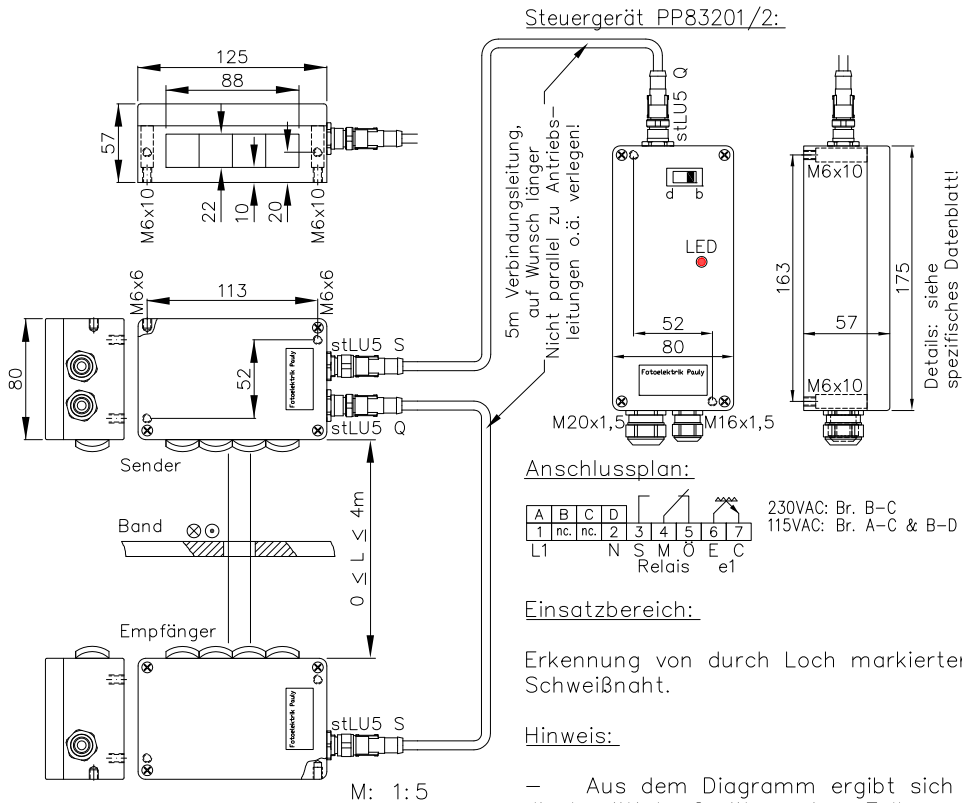 Steuergerät PP83201/2:
125
88
57
M6x10
22
10
20
M6x10
stLU5 Q
5m Verbindungsleitung,
auf Wunsch länger
Nicht parallel zu Antriebs-
leitungen o.ä. verlegen!
d b
LED
52
80
Fotoelektrik Pauly
M20x1,5
M16x1,5
M6x10
163
175
57
M6x10
Details: siehe
spezifisches Datenblatt!
M6x6
113
M6x6
80
52
Fotoelektrik Pauly
stLU5 S
stLU5 Q
Sender
Band
0 ≤ L ≤ 4m
Empfänger
Fotoelektrik Pauly
stLU5 S
M: 1:5
Anschlussplan:
A B C D
1 nc. nc. 2 3 4 5 6 7
L1 N S M Ö E C
Relais e1
230VAC: Br. B-C
115VAC: Br. A-C & B-D
Einsatzbereich:
Erkennung von durch Loch markierter
Schweißnaht.
Hinweis:
– Aus dem Diagramm ergibt sich